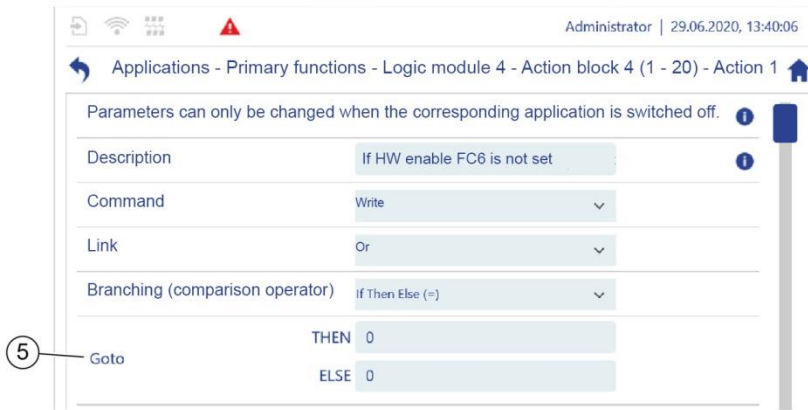 Administrator | 29.06.2020, 13:40:06
Applications - Primary functions - Logic module 4 - Action block 4 (1 - 20) - Action 1
Parameters can only be changed when the corresponding application is switched off.
Description If HW enable FC6 is not set
Command Write
Link Or
Branching (comparison operator) If Then Else (=)
THEN 0
5 Goto
ELSE 0